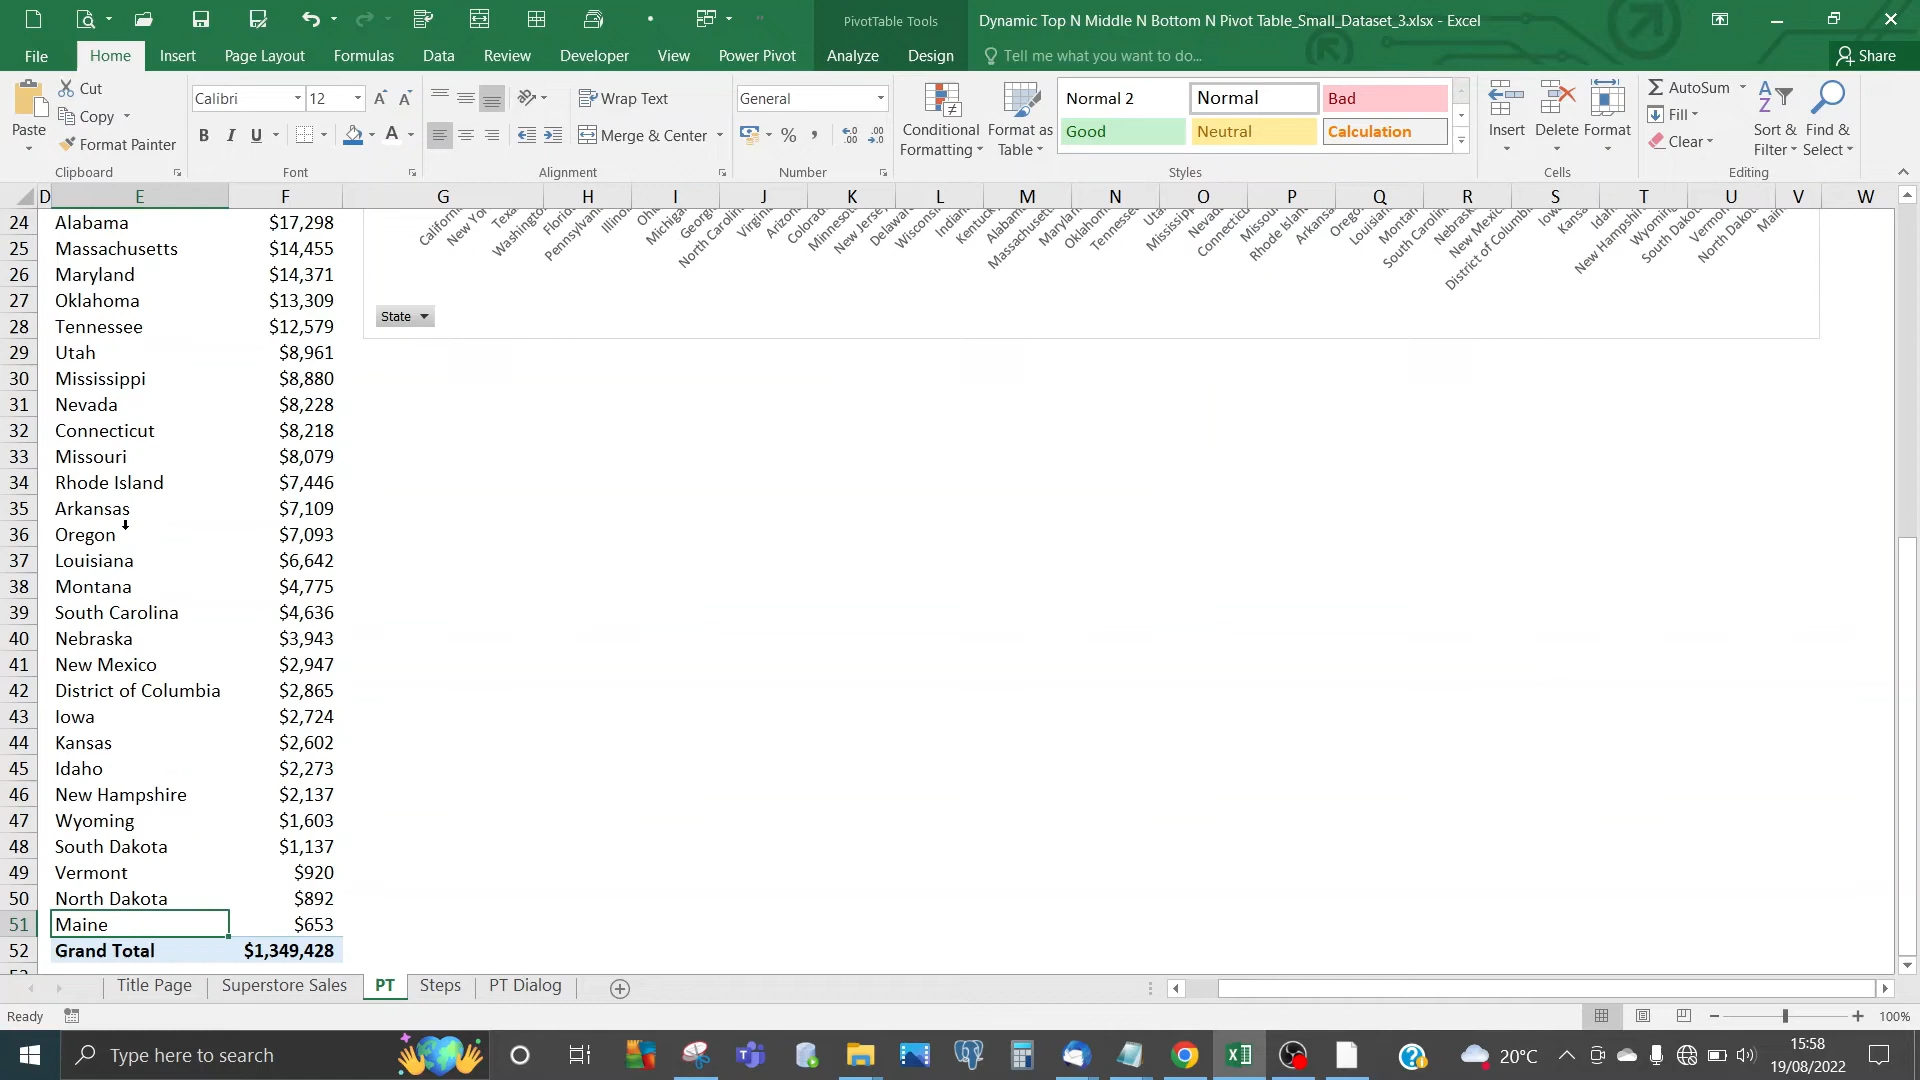 PivotTable Tools
Dynamic Top N Middle N Bottom N Pivot Table_Small_Dataset_3.xlsx - Excel
File Home Insert Page Layout Formulas Data Review Developer View Power Pivot Analyze Design Tell me what you want to do... Share
Paste
Cut
Copy
Format Painter
Clipboard
Calibri 12
B I U
Font
Wrap Text
Merge & Center
Alignment
General
%
Number
Conditional Formatting
Format as Table
Normal 2 Normal Bad
Good Neutral Calculation
Styles
Insert Delete Format
Cells
AutoSum
Fill
Clear
Sort & Filter
Find & Select
Editing
D E F G H I J K L M N O P Q R S T U V W
24 Alabama $17,298
25 Massachusetts $14,455
26 Maryland $14,371
27 Oklahoma $13,309
28 Tennessee $12,579
29 Utah $8,961
30 Mississippi $8,880
31 Nevada $8,228
32 Connecticut $8,218
33 Missouri $8,079
34 Rhode Island $7,446
35 Arkansas $7,109
36 Oregon $7,093
37 Louisiana $6,642
38 Montana $4,775
39 South Carolina $4,636
40 Nebraska $3,943
41 New Mexico $2,947
42 District of Columbia $2,865
43 Iowa $2,724
44 Kansas $2,602
45 Idaho $2,273
46 New Hampshire $2,137
47 Wyoming $1,603
48 South Dakota $1,137
49 Vermont $920
50 North Dakota $892
51 Maine $653
52 Grand Total $1,349,428
State
Title Page Superstore Sales PT Steps PT Dialog
Ready
100%
Type here to search
20°C
15:58
19/08/2022